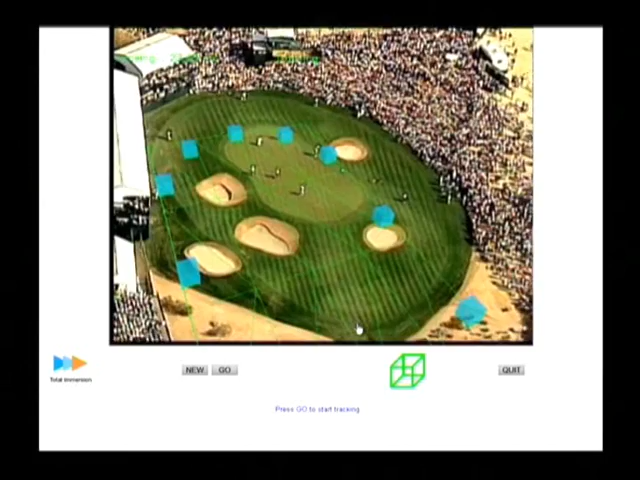 Total Immersion
NEW
GO
QUIT
Press GO to start tracking